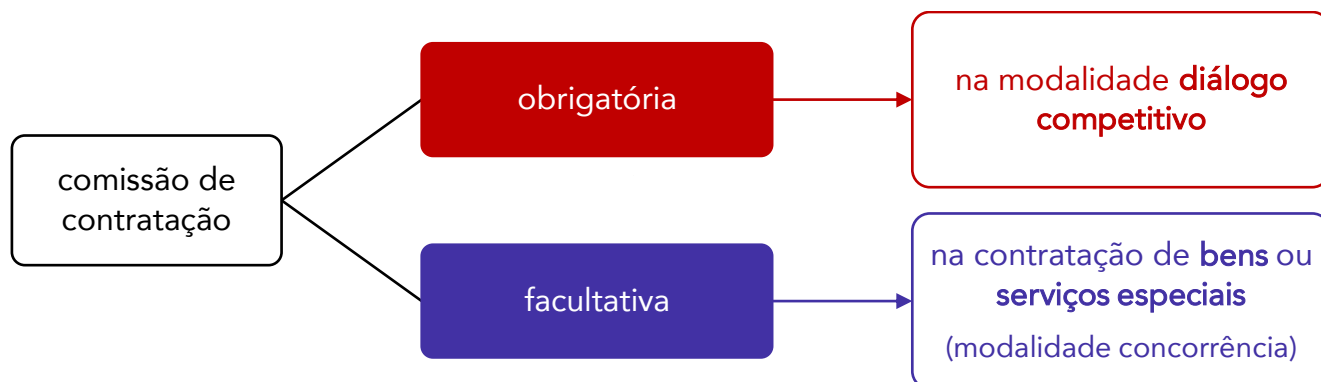 comissão de
contratação
obrigatória
na modalidade diálogo
competitivo
facultativa
na contratação de bens ou
serviços especiais
(modalidade concorrência)